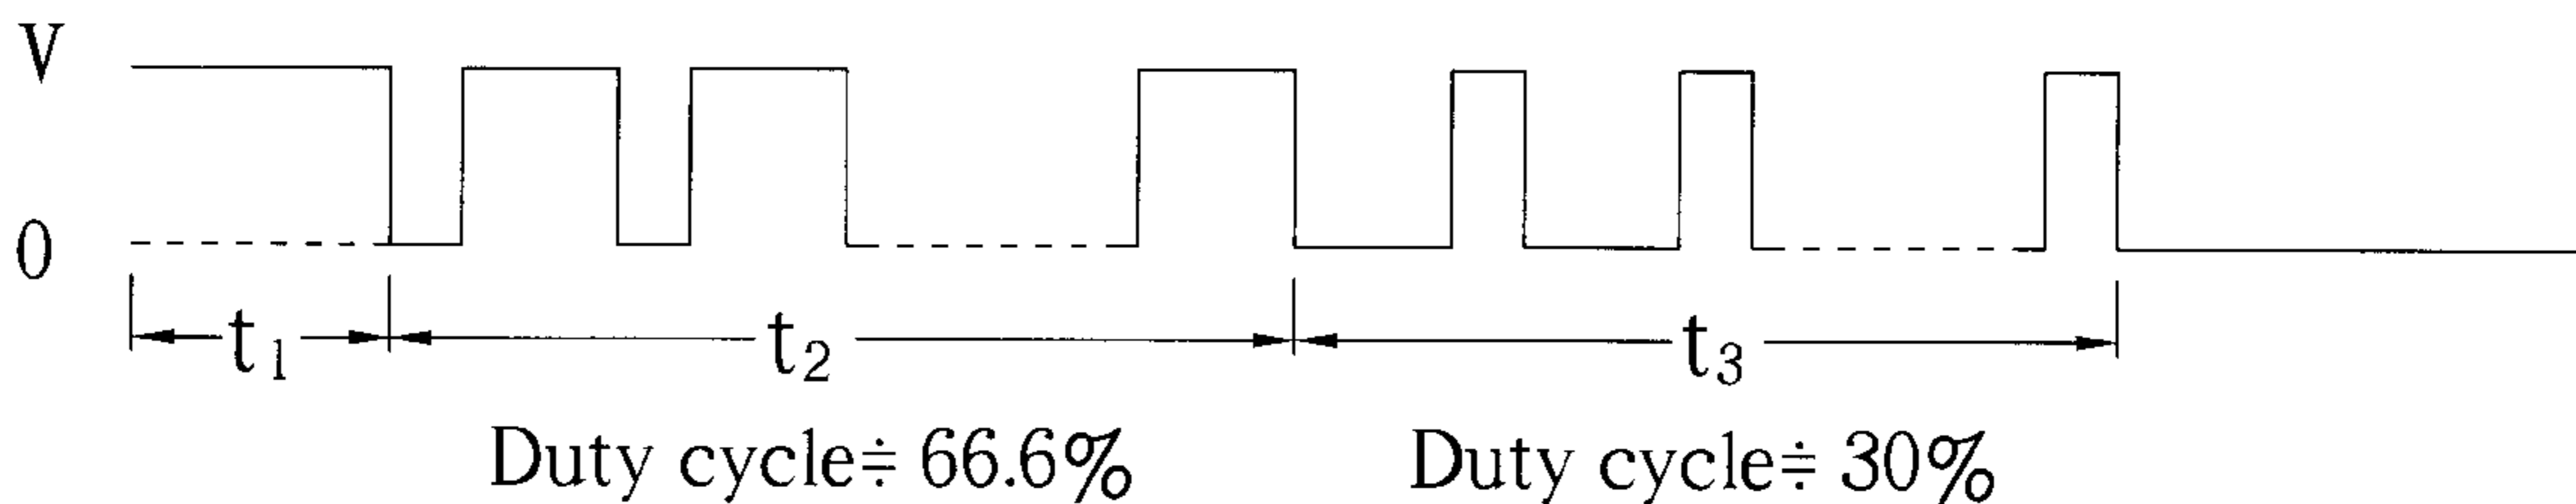 V
0
t₁ t₂ t₃
Duty cycle≑ 66.6% Duty cycle≑ 30%